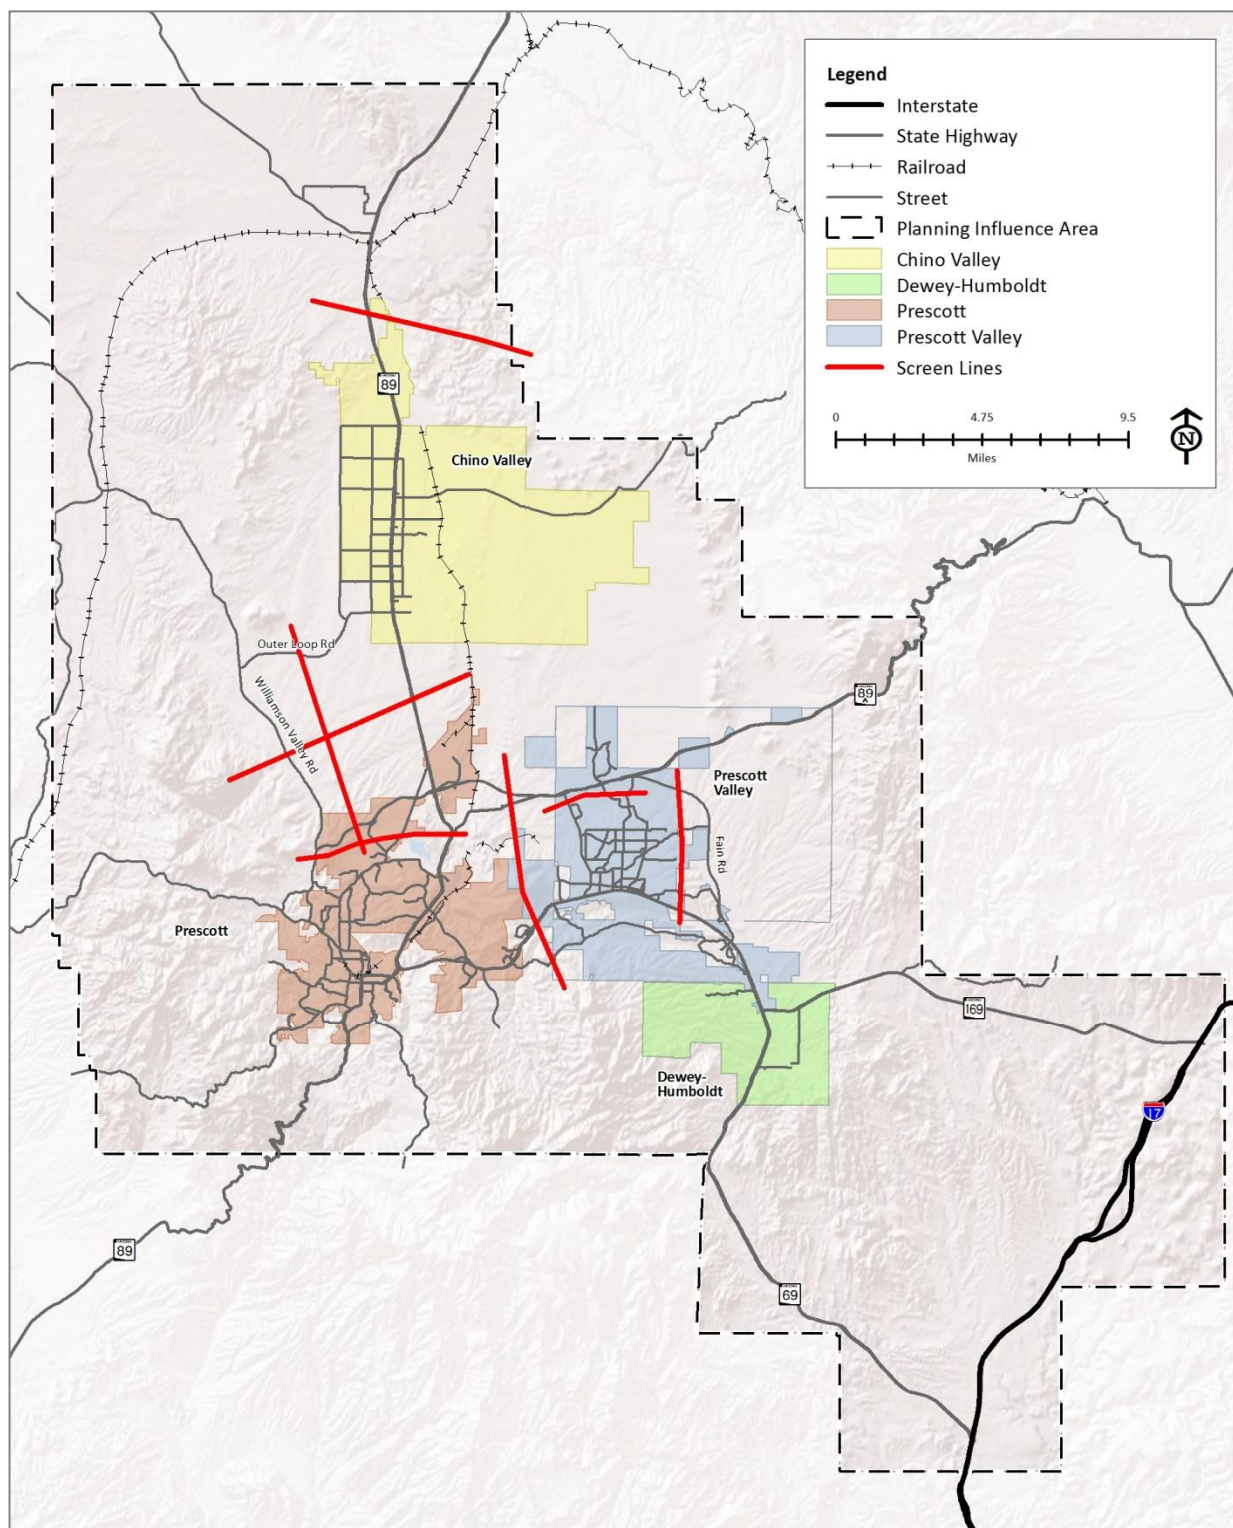 Legend
Interstate
State Highway
Railroad
Street
Planning Influence Area
Chino Valley
Dewey-Humboldt
Prescott
Prescott Valley
Screen Lines
0 4.75 9.5
Miles
N
89
Chino Valley
Outer Loop Rd
Williamson Valley Rd
89
A
Prescott
Valley
Fain Rd
Prescott
169
Dewey-
Humboldt
17
89
69